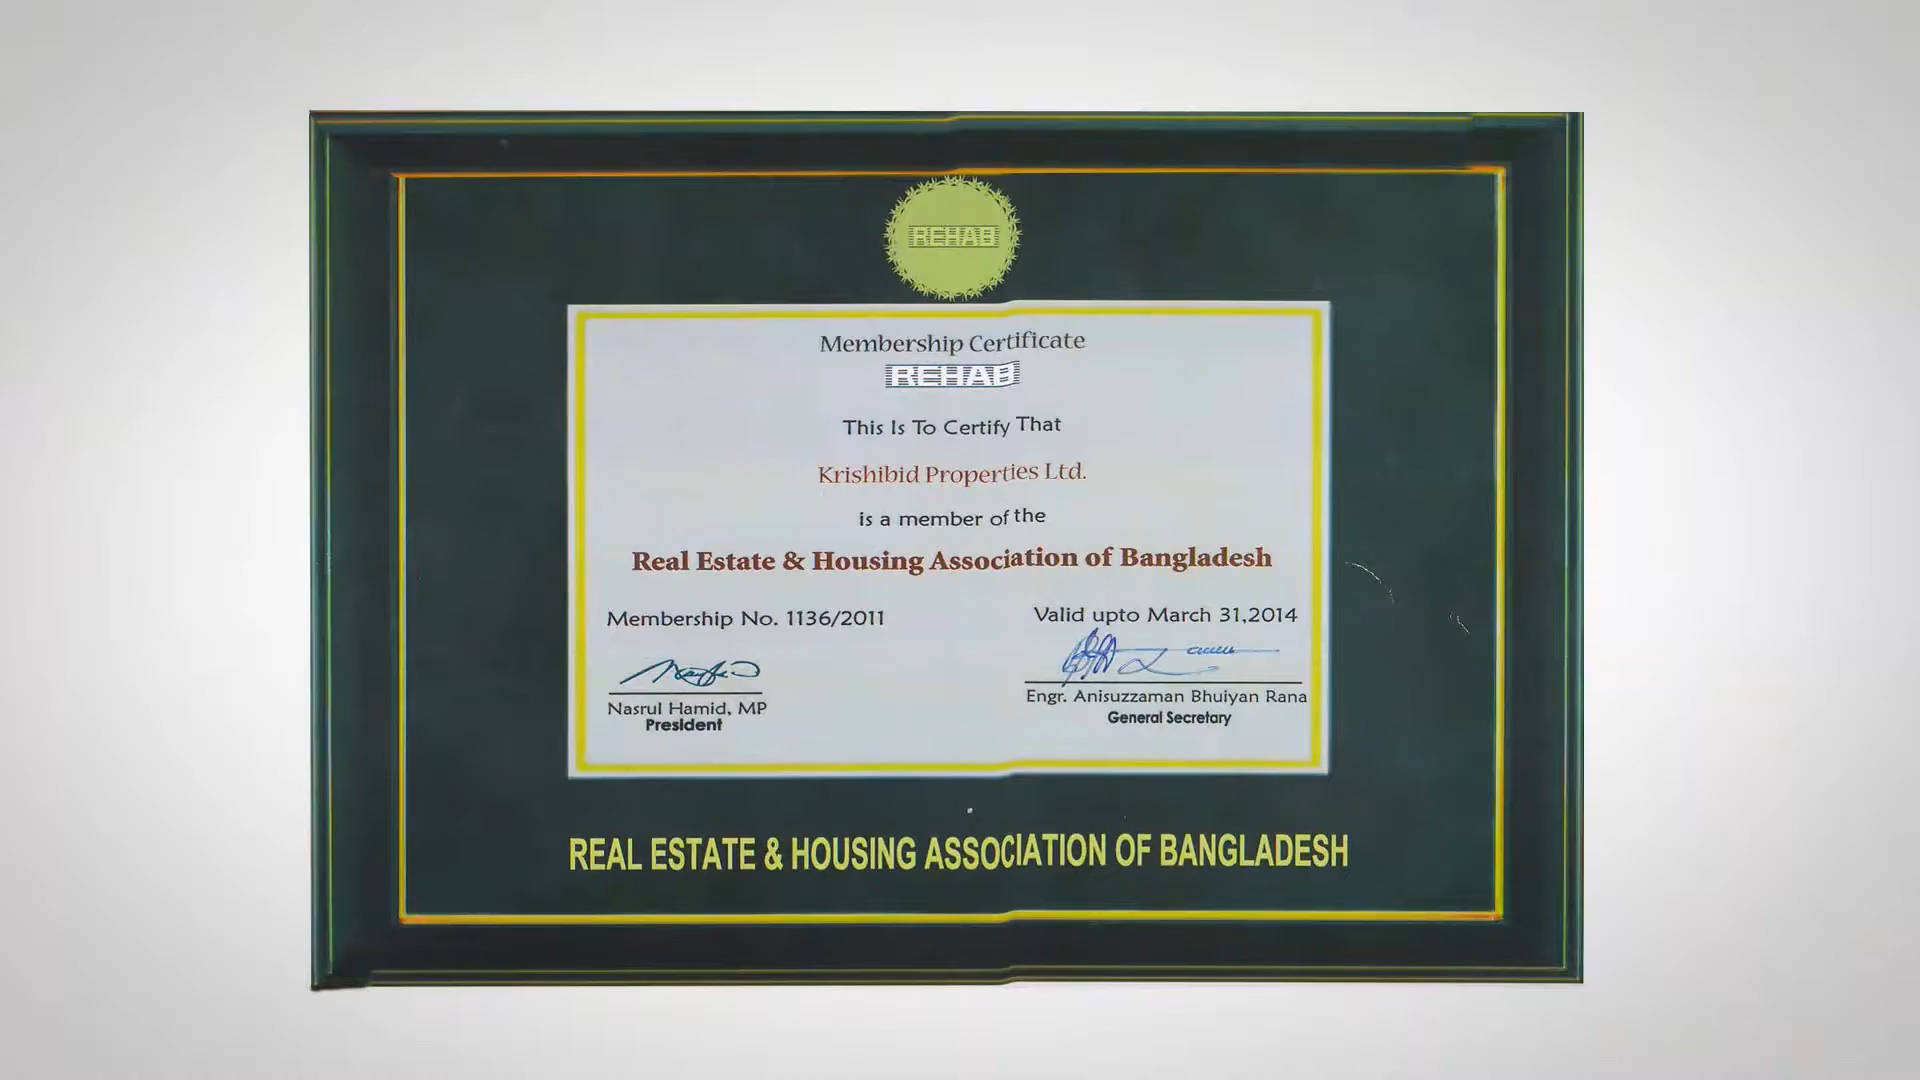 REHAB
Membership Certificate
REHAB
This Is To Certify That
Krishibid Properties Ltd.
is a member of the
Real Estate & Housing Association of Bangladesh
Membership No. 1136/2011
Valid upto March 31,2014
Nasrul Hamid, MP
President
Engr. Anisuzzaman Bhuiyan Rana
General Secretary
REAL ESTATE & HOUSING ASSOCIATION OF BANGLADESH